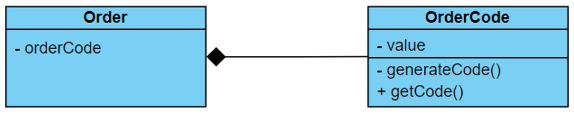 Order
- orderCode
OrderCode
- value
- generateCode()
+ getCode()